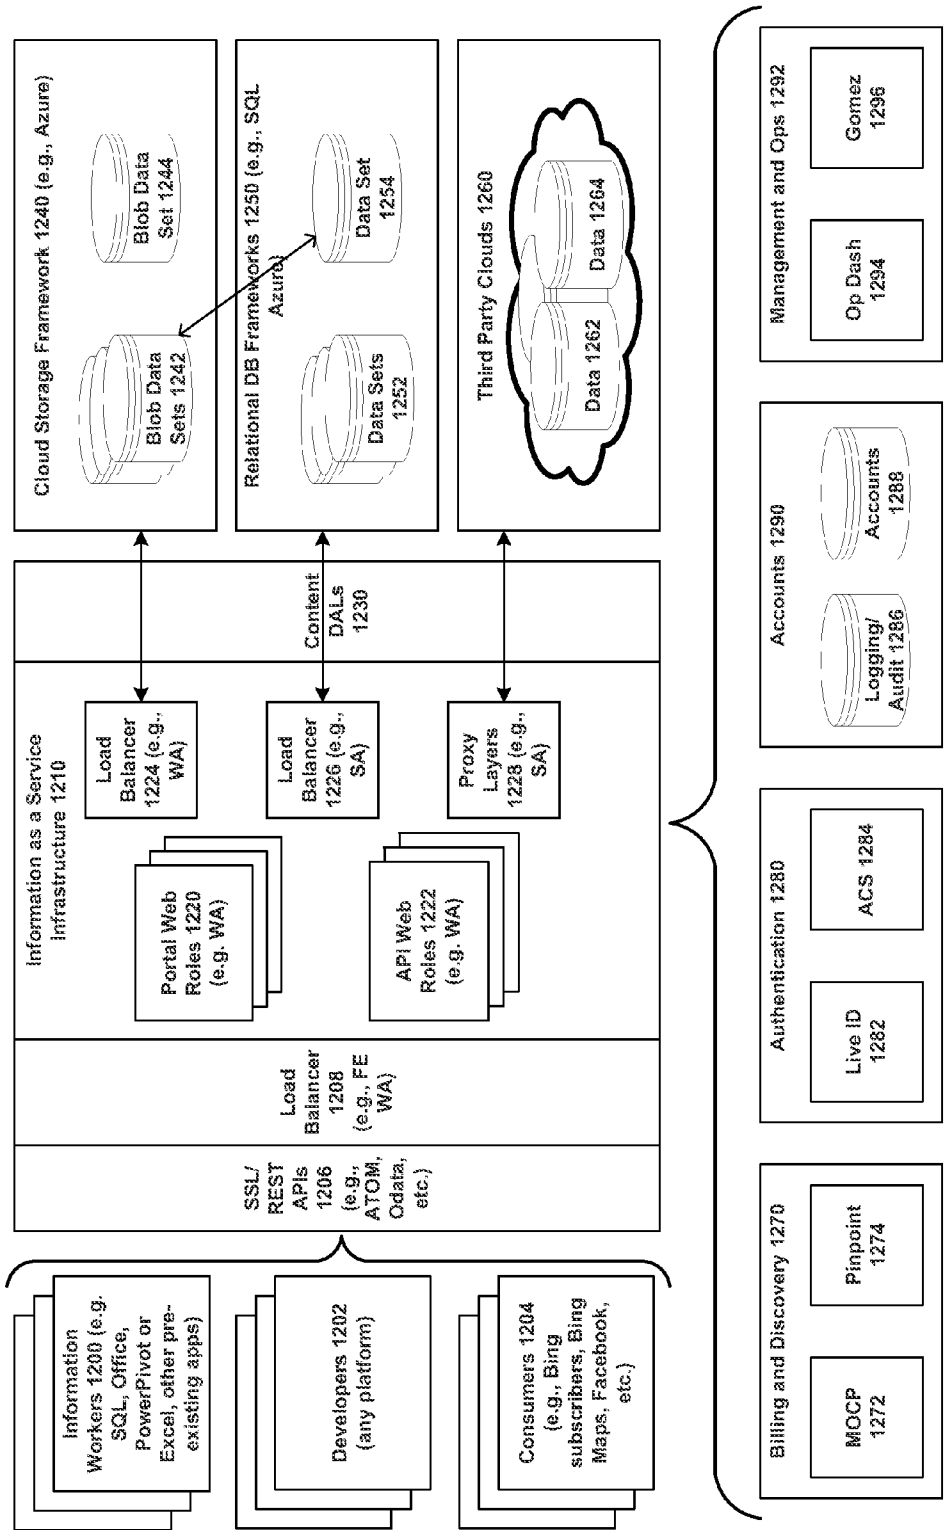 Information
Workers 1200 (e.g.
SQL, Office,
PowerPivot or
Excel, other pre-
existing apps)
Developers 1202
(any platform)
Consumers 1204
(e.g., Bing
subscribers, Bing
Maps, Facebook,
etc.)
SSL/
REST
APIs
1206
(e.g.,
ATOM,
Odata,
etc.)
Load
Balancer
1208
(e.g., FE
WA)
Information as a Service
Infrastructure 1210
Portal Web
Roles 1220
(e.g. WA)
API Web
Roles 1222
(e.g. WA)
Load
Balancer
1224 (e.g.,
WA)
Load
Balancer
1226 (e.g.,
SA)
Proxy
Layers
1228 (e.g.,
SA)
Content
DALs
1230
Cloud Storage Framework 1240 (e.g., Azure)
Blob Data
Sets 1242
Blob Data
Set 1244
Relational DB Frameworks 1250 (e.g., SQL
Azure)
Data Sets
1252
Data Set
1254
Third Party Clouds 1260
Data 1262
Data 1264
Billing and Discovery 1270
MOCP
1272
Pinpoint
1274
Authentication 1280
Live ID
1282
ACS 1284
Accounts 1290
Logging/
Audit 1286
Accounts
1288
Management and Ops 1292
Op Dash
1294
Gomez
1296